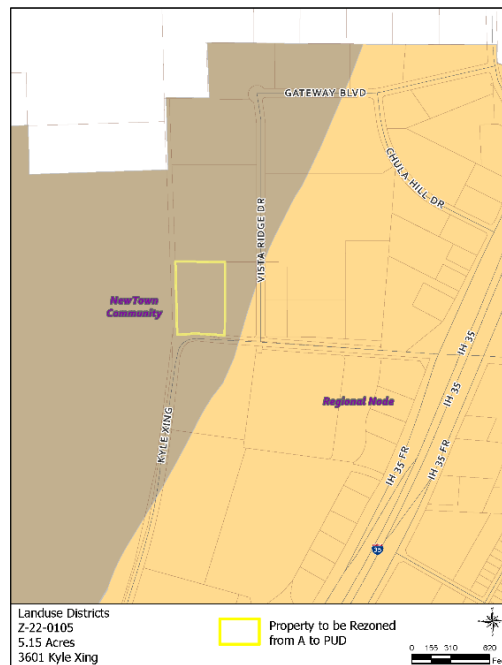 GATEWAY BLVD
CHULA HILL DR
VISTA RIDGE DR
NewTown
Community
IH 35
IH 35
Regional Node
KYLE XING
IH 35 FR
IH 35 FR
35
Landuse Districts
Z-22-0105
5.15 Acres
3601 Kyle Xing
Property to be Rezoned
from A to PUD
0 155 310 620
Fe